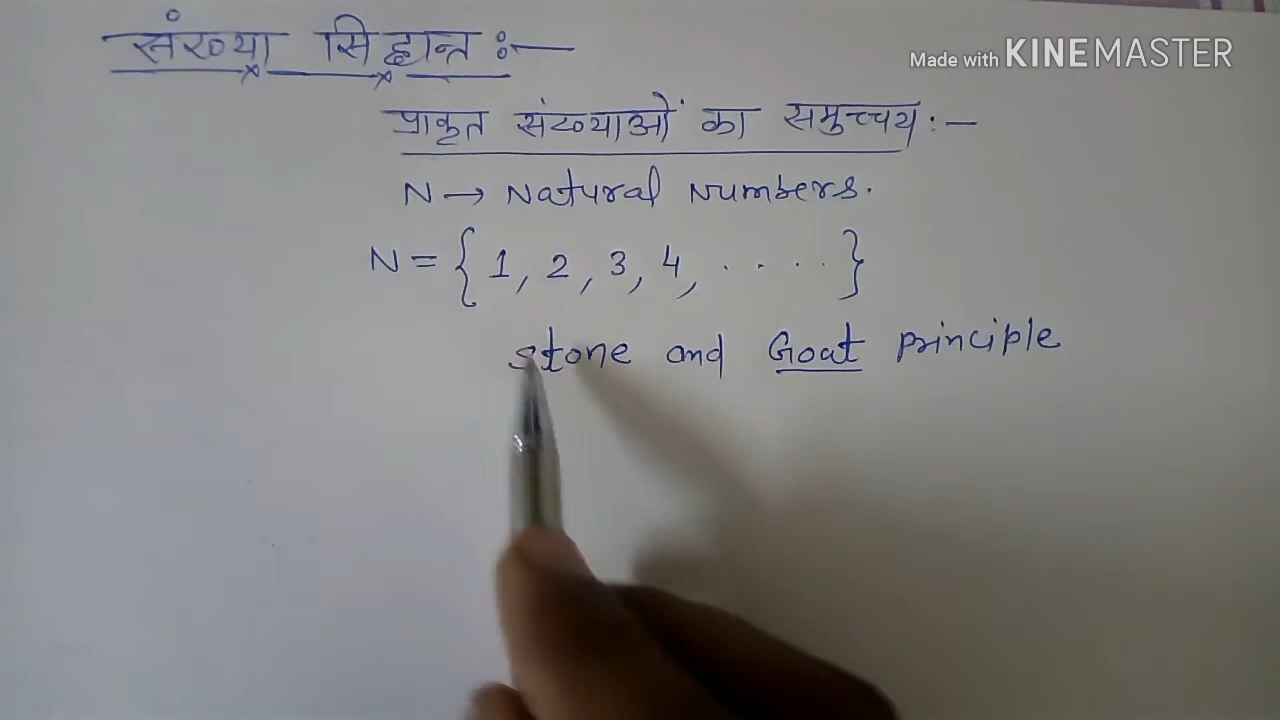 संख्या सिद्धान्त :—
Made with KINEMASTER
प्राकृत संख्याओं का समुच्चय :—
N → Natural Numbers.
N = { 1, 2, 3, 4, . . . . }
stone and Goat principle